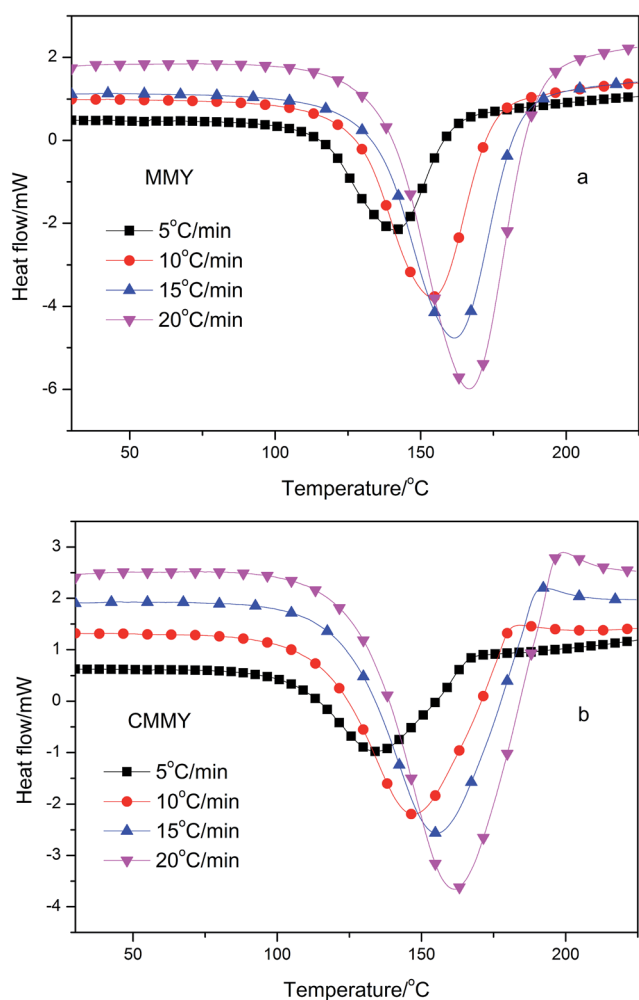 2
0
-2
-4
-6
Heat flow/mW
MMY
a
5°C/min
10°C/min
15°C/min
20°C/min
50
100
150
200
Temperature/°C
3
2
1
0
-1
-2
-3
-4
Heat flow/mW
CMMY
b
5°C/min
10°C/min
15°C/min
20°C/min
50
100
150
200
Temperature/°C